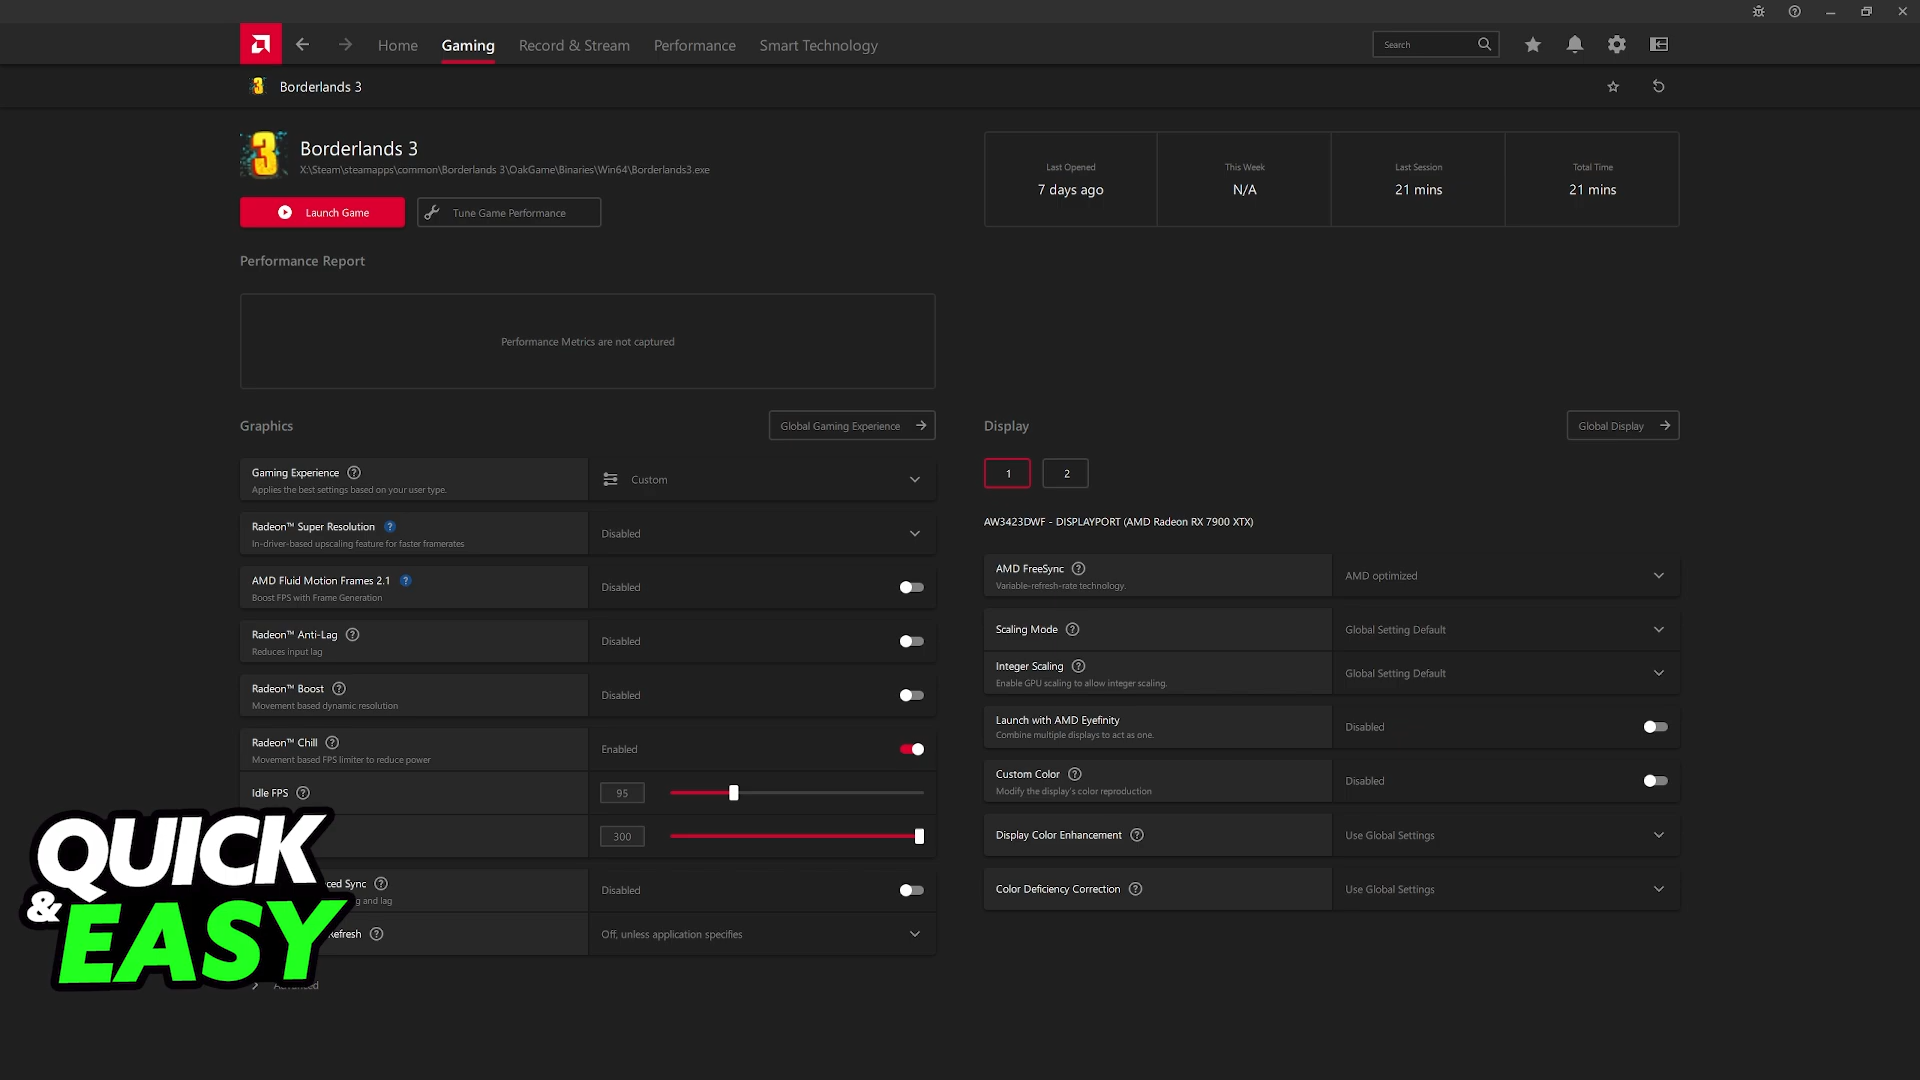 Home
Gaming
Record & Stream
Performance
Smart Technology
Search
Borderlands 3
Borderlands 3
X:\Steam\steamapps\common\Borderlands 3\OakGame\Binaries\Win64\Borderlands3.exe
Launch Game
Tune Game Performance
Last Opened
7 days ago
This Week
N/A
Last Session
21 mins
Total Time
21 mins
Performance Report
Performance Metrics are not captured
Graphics
Global Gaming Experience
Gaming Experience
Applies the best settings based on your user type.
Custom
Radeon™ Super Resolution
In-driver-based upscaling feature for faster framerates
Disabled
AMD Fluid Motion Frames 2.1
Boost FPS with Frame Generation
Disabled
Radeon™ Anti-Lag
Reduces input lag
Disabled
Radeon™ Boost
Movement based dynamic resolution
Disabled
Radeon™ Chill
Movement based FPS limiter to reduce power
Enabled
Idle FPS
95
300
Sync
and lag
Disabled
Refresh
Off, unless application specifies
Advanced
Display
Global Display
1
2
AW3423DWF - DISPLAYPORT (AMD Radeon RX 7900 XTX)
AMD FreeSync
Variable-refresh-rate technology.
AMD optimized
Scaling Mode
Global Setting Default
Integer Scaling
Enable GPU scaling to allow integer scaling.
Global Setting Default
Launch with AMD Eyefinity
Combine multiple displays to act as one.
Disabled
Custom Color
Modify the display's color reproduction
Disabled
Display Color Enhancement
Use Global Settings
Color Deficiency Correction
Use Global Settings
QUICK
& EASY